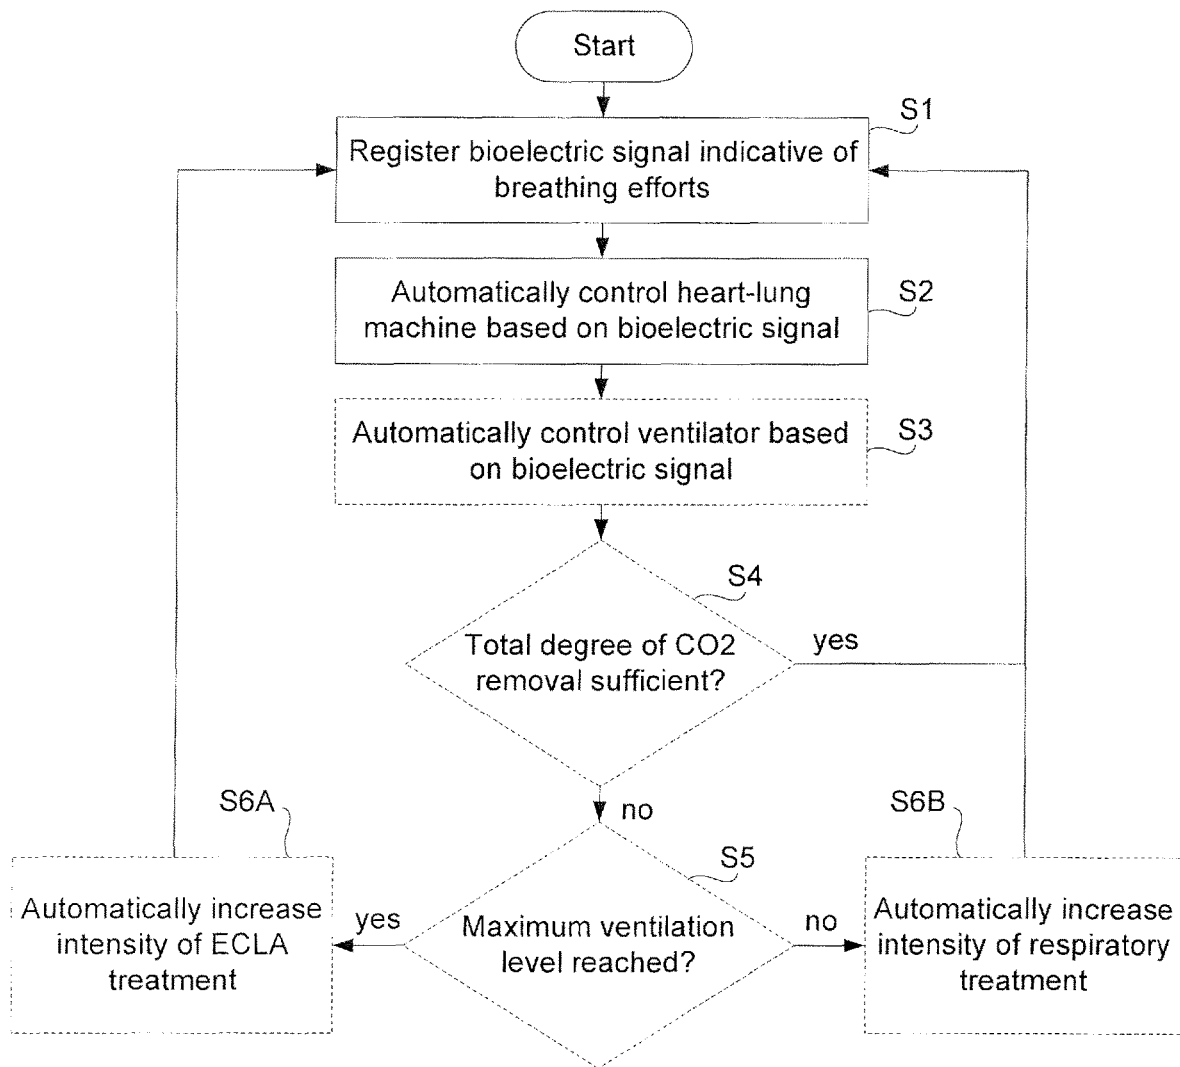 Start
S1
Register bioelectric signal indicative of
breathing efforts
S2
Automatically control heart-lung
machine based on bioelectric signal
S3
Automatically control ventilator based
on bioelectric signal
S4
Total degree of CO2
removal sufficient?
yes
no
S6A
S6B
S5
Automatically increase
intensity of ECLA
treatment
yes
Maximum ventilation
level reached?
no
Automatically increase
intensity of respiratory
treatment